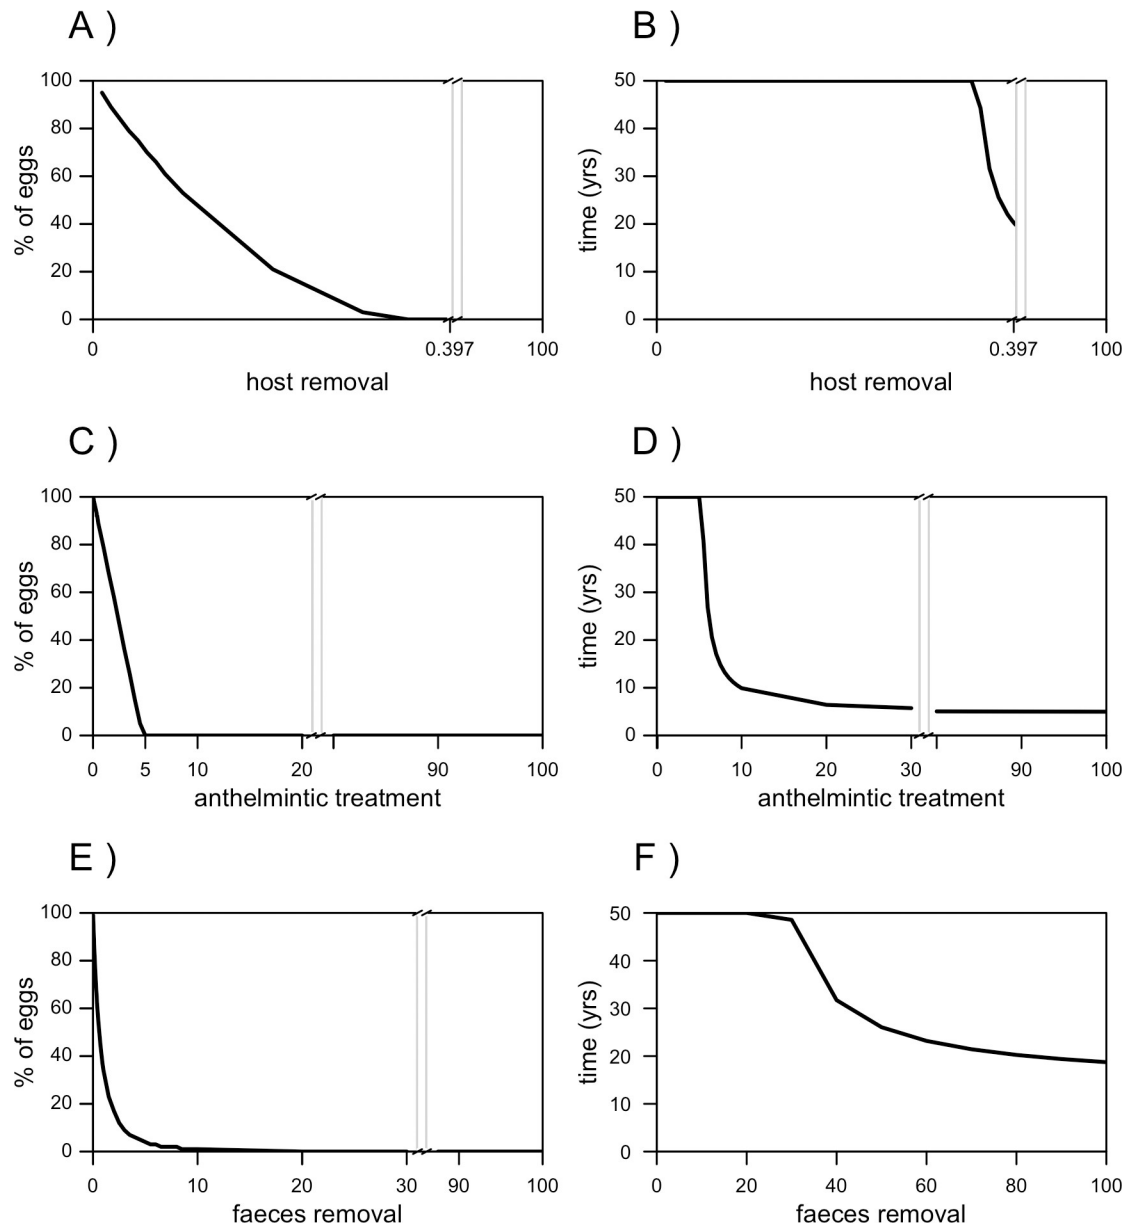 A )
100
80
60
40
20
0
% of eggs
0 0.397 100
host removal
B )
50
40
30
20
10
0
time (yrs)
0 0.397 100
host removal
C )
100
80
60
40
20
0
% of eggs
0 5 10 20 90 100
anthelmintic treatment
D )
50
40
30
20
10
0
time (yrs)
0 10 20 30 90 100
anthelmintic treatment
E )
100
80
60
40
20
0
% of eggs
0 10 20 30 90 100
faeces removal
F )
50
40
30
20
10
0
time (yrs)
0 20 40 60 80 100
faeces removal